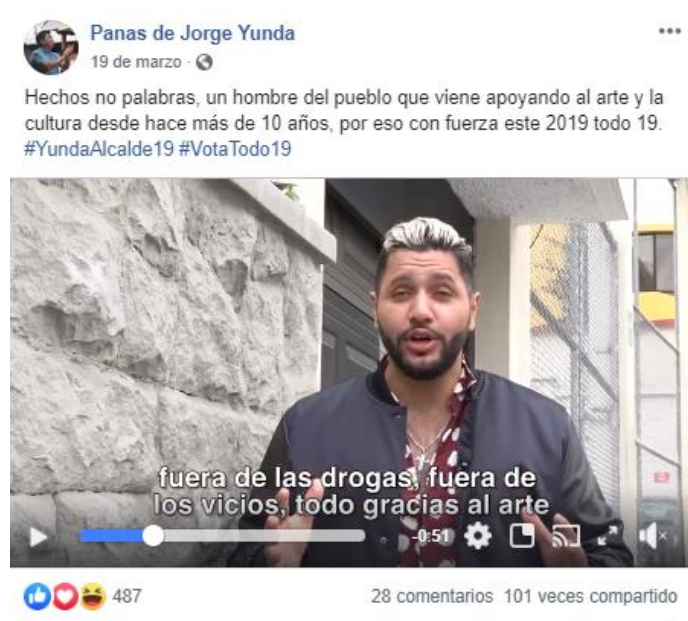 Panas de Jorge Yunda
19 de marzo
Hechos no palabras, un hombre del pueblo que viene apoyando al arte y la
cultura desde hace más de 10 años, por eso con fuerza este 2019 todo 19.
#YundaAlcalde19 #VotaTodo19
fuera de las drogas, fuera de
los vicios, todo gracias al arte
-0:51
487
28 comentarios 101 veces compartido